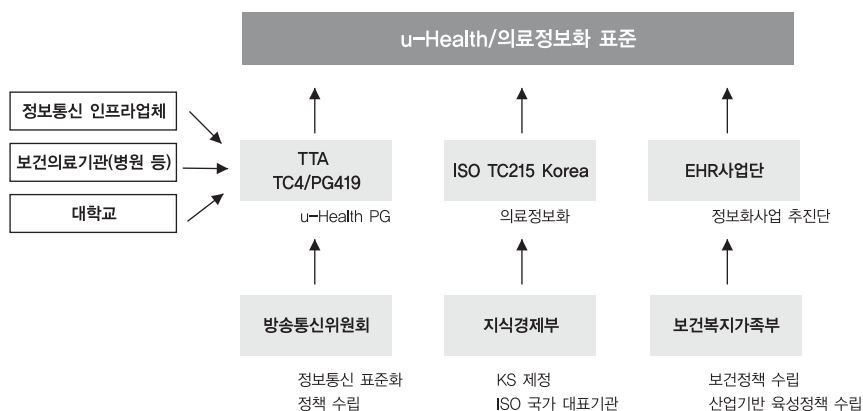 u-Health/의료정보화 표준
정보통신 인프라업체
보건의료기관(병원 등)
대학교
TTA
TC4/PG419
u-Health PG
ISO TC215 Korea
의료정보화
EHR사업단
정보화사업 추진단
방송통신위원회
정보통신 표준화
정책 수립
지식경제부
KS 제정
ISO 국가 대표기관
보건복지가족부
보건정책 수립
산업기반 육성정책 수립